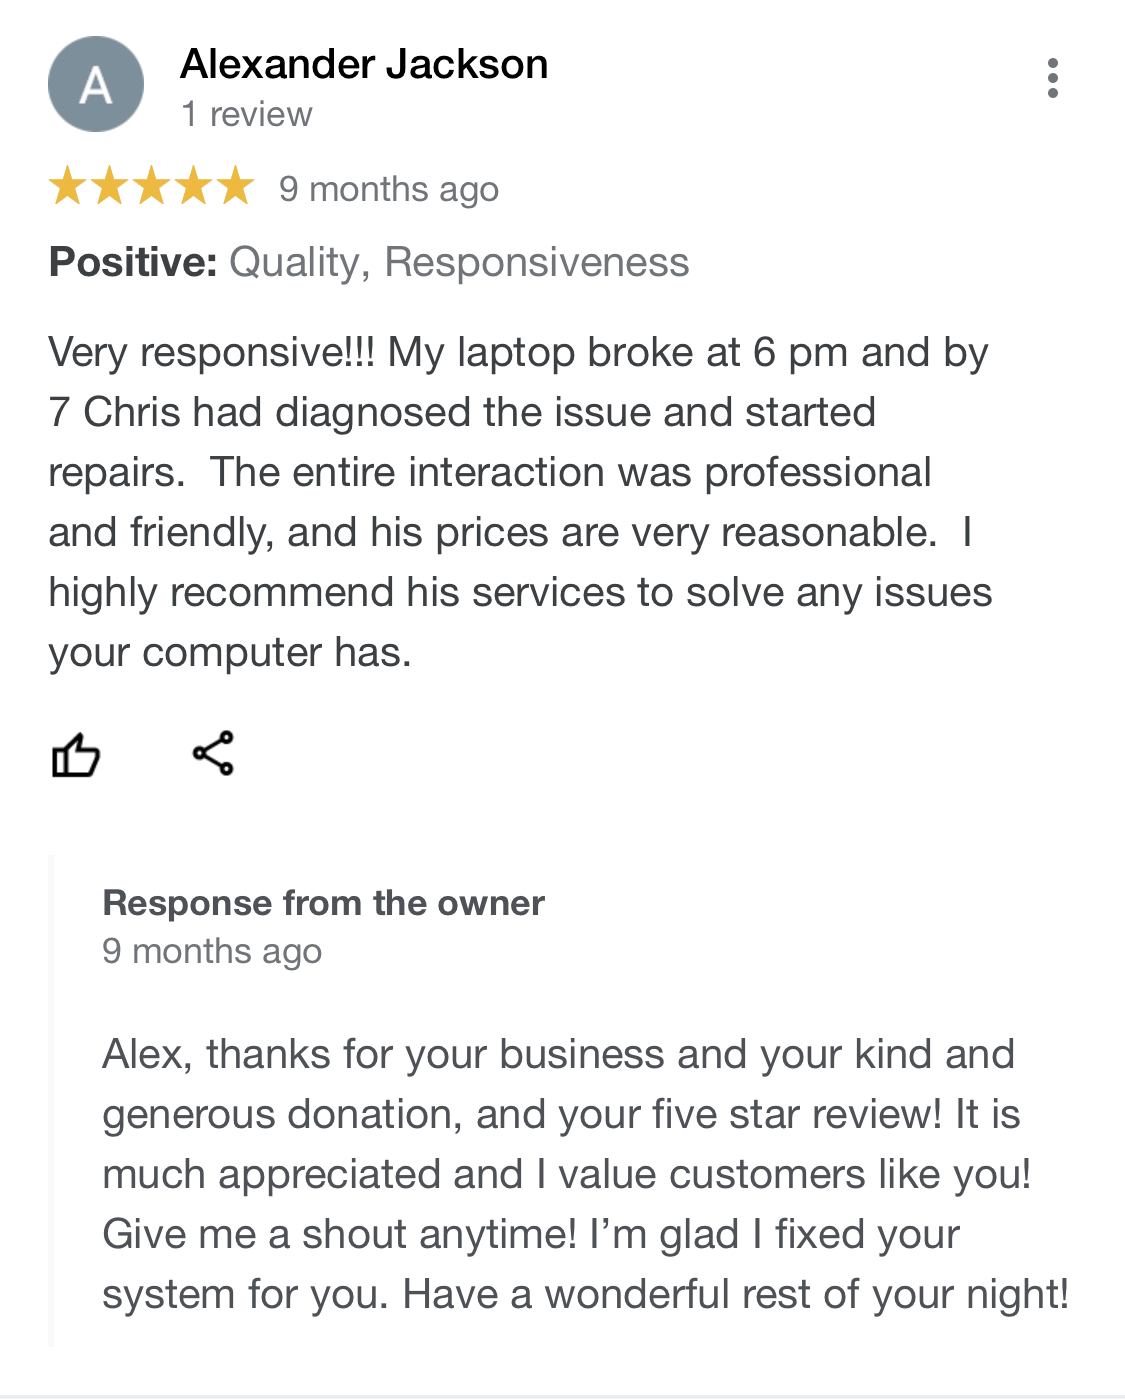 A
Alexander Jackson
1 review
9 months ago
Positive: Quality, Responsiveness
Very responsive!!! My laptop broke at 6 pm and by
7 Chris had diagnosed the issue and started
repairs.  The entire interaction was professional
and friendly, and his prices are very reasonable.  I
highly recommend his services to solve any issues
your computer has.
Response from the owner
9 months ago
Alex, thanks for your business and your kind and
generous donation, and your five star review! It is
much appreciated and I value customers like you!
Give me a shout anytime! I’m glad I fixed your
system for you. Have a wonderful rest of your night!